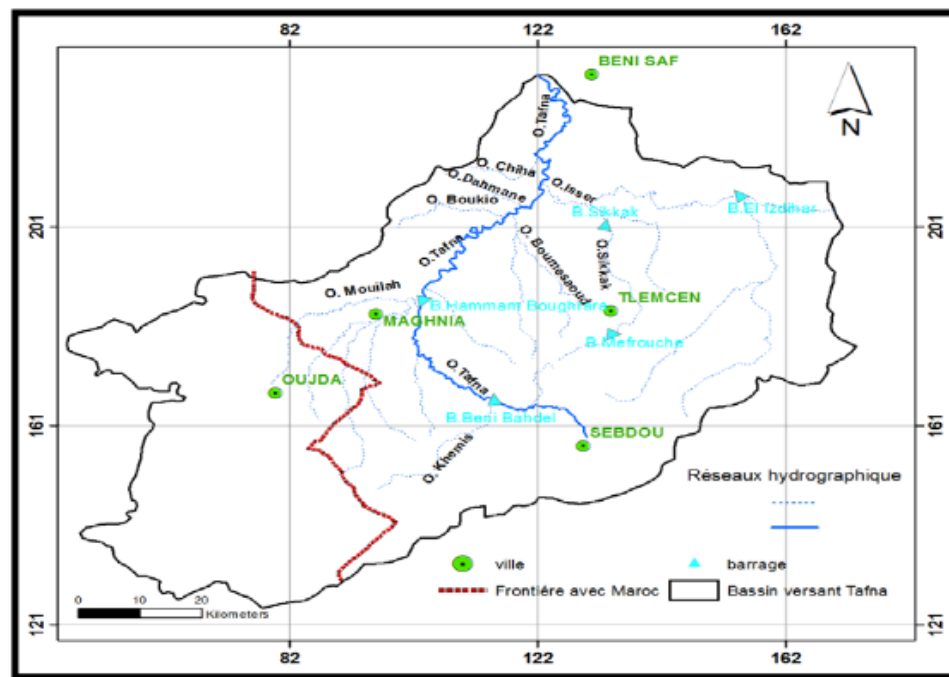 82 122 162
BENI SAF
N
O.Tafna
O. Chiha
O.Dahmane
O.Isser
O. Boukio
B.Sikkak
B.El Izdihar
201 201
O.Tafna
O. Boumesaoud
O.Sikkak
O. Mouilah
B.Hammam Boughrara
TLEMCEN
MAGHNIA
B.Mefrouche
OUJDA
O.Tafna
B.Beni Bahdel
161 161
SEBDOU
O. Khemis
Réseaux hydrographique
ville
barrage
Frontiére avec Maroc
Bassin versant Tafna
0 10 20
Kilometers
121 121
82 122 162